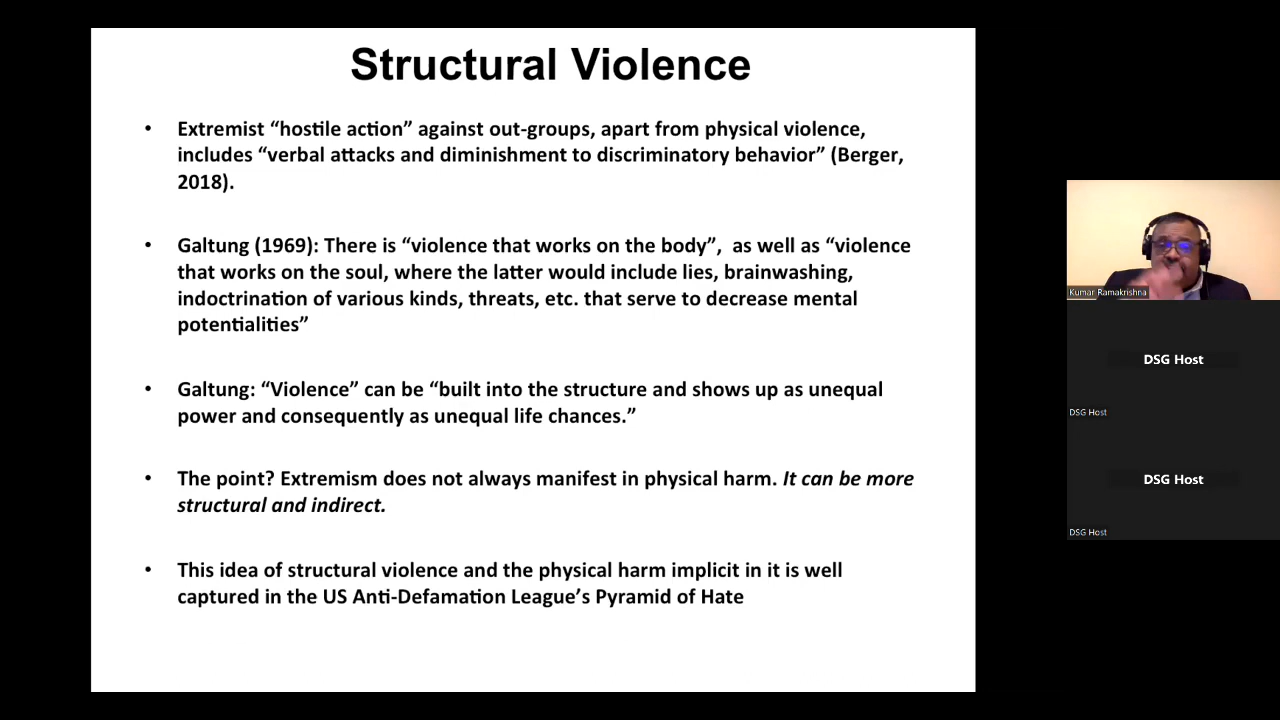 Structural Violence
• Extremist “hostile action” against out-groups, apart from physical violence,
includes “verbal attacks and diminishment to discriminatory behavior” (Berger,
2018).
• Galtung (1969): There is “violence that works on the body”, as well as “violence
that works on the soul, where the latter would include lies, brainwashing,
indoctrination of various kinds, threats, etc. that serve to decrease mental
potentialities”
• Galtung: “Violence” can be “built into the structure and shows up as unequal
power and consequently as unequal life chances.”
• The point? Extremism does not always manifest in physical harm. It can be more
structural and indirect.
• This idea of structural violence and the physical harm implicit in it is well
captured in the US Anti-Defamation League’s Pyramid of Hate
Kumar Ramakrishna
DSG Host
DSG Host
DSG Host
DSG Host